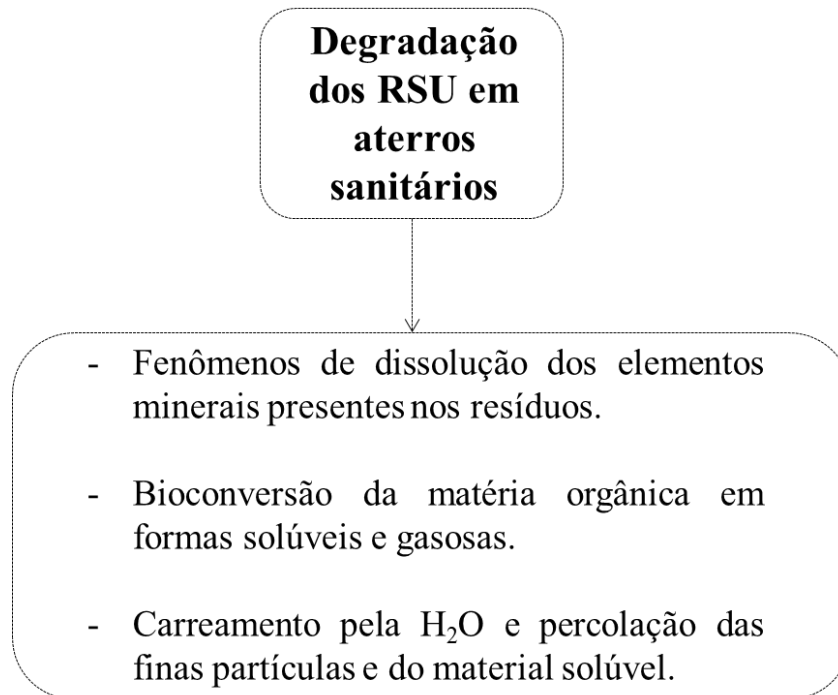 Degradação
dos RSU em
aterros
sanitários
- Fenômenos de dissolução dos elementos
minerais presentes nos resíduos.
- Bioconversão da matéria orgânica em
formas solúveis e gasosas.
- Carreamento pela H₂O e percolação das
finas partículas e do material solúvel.